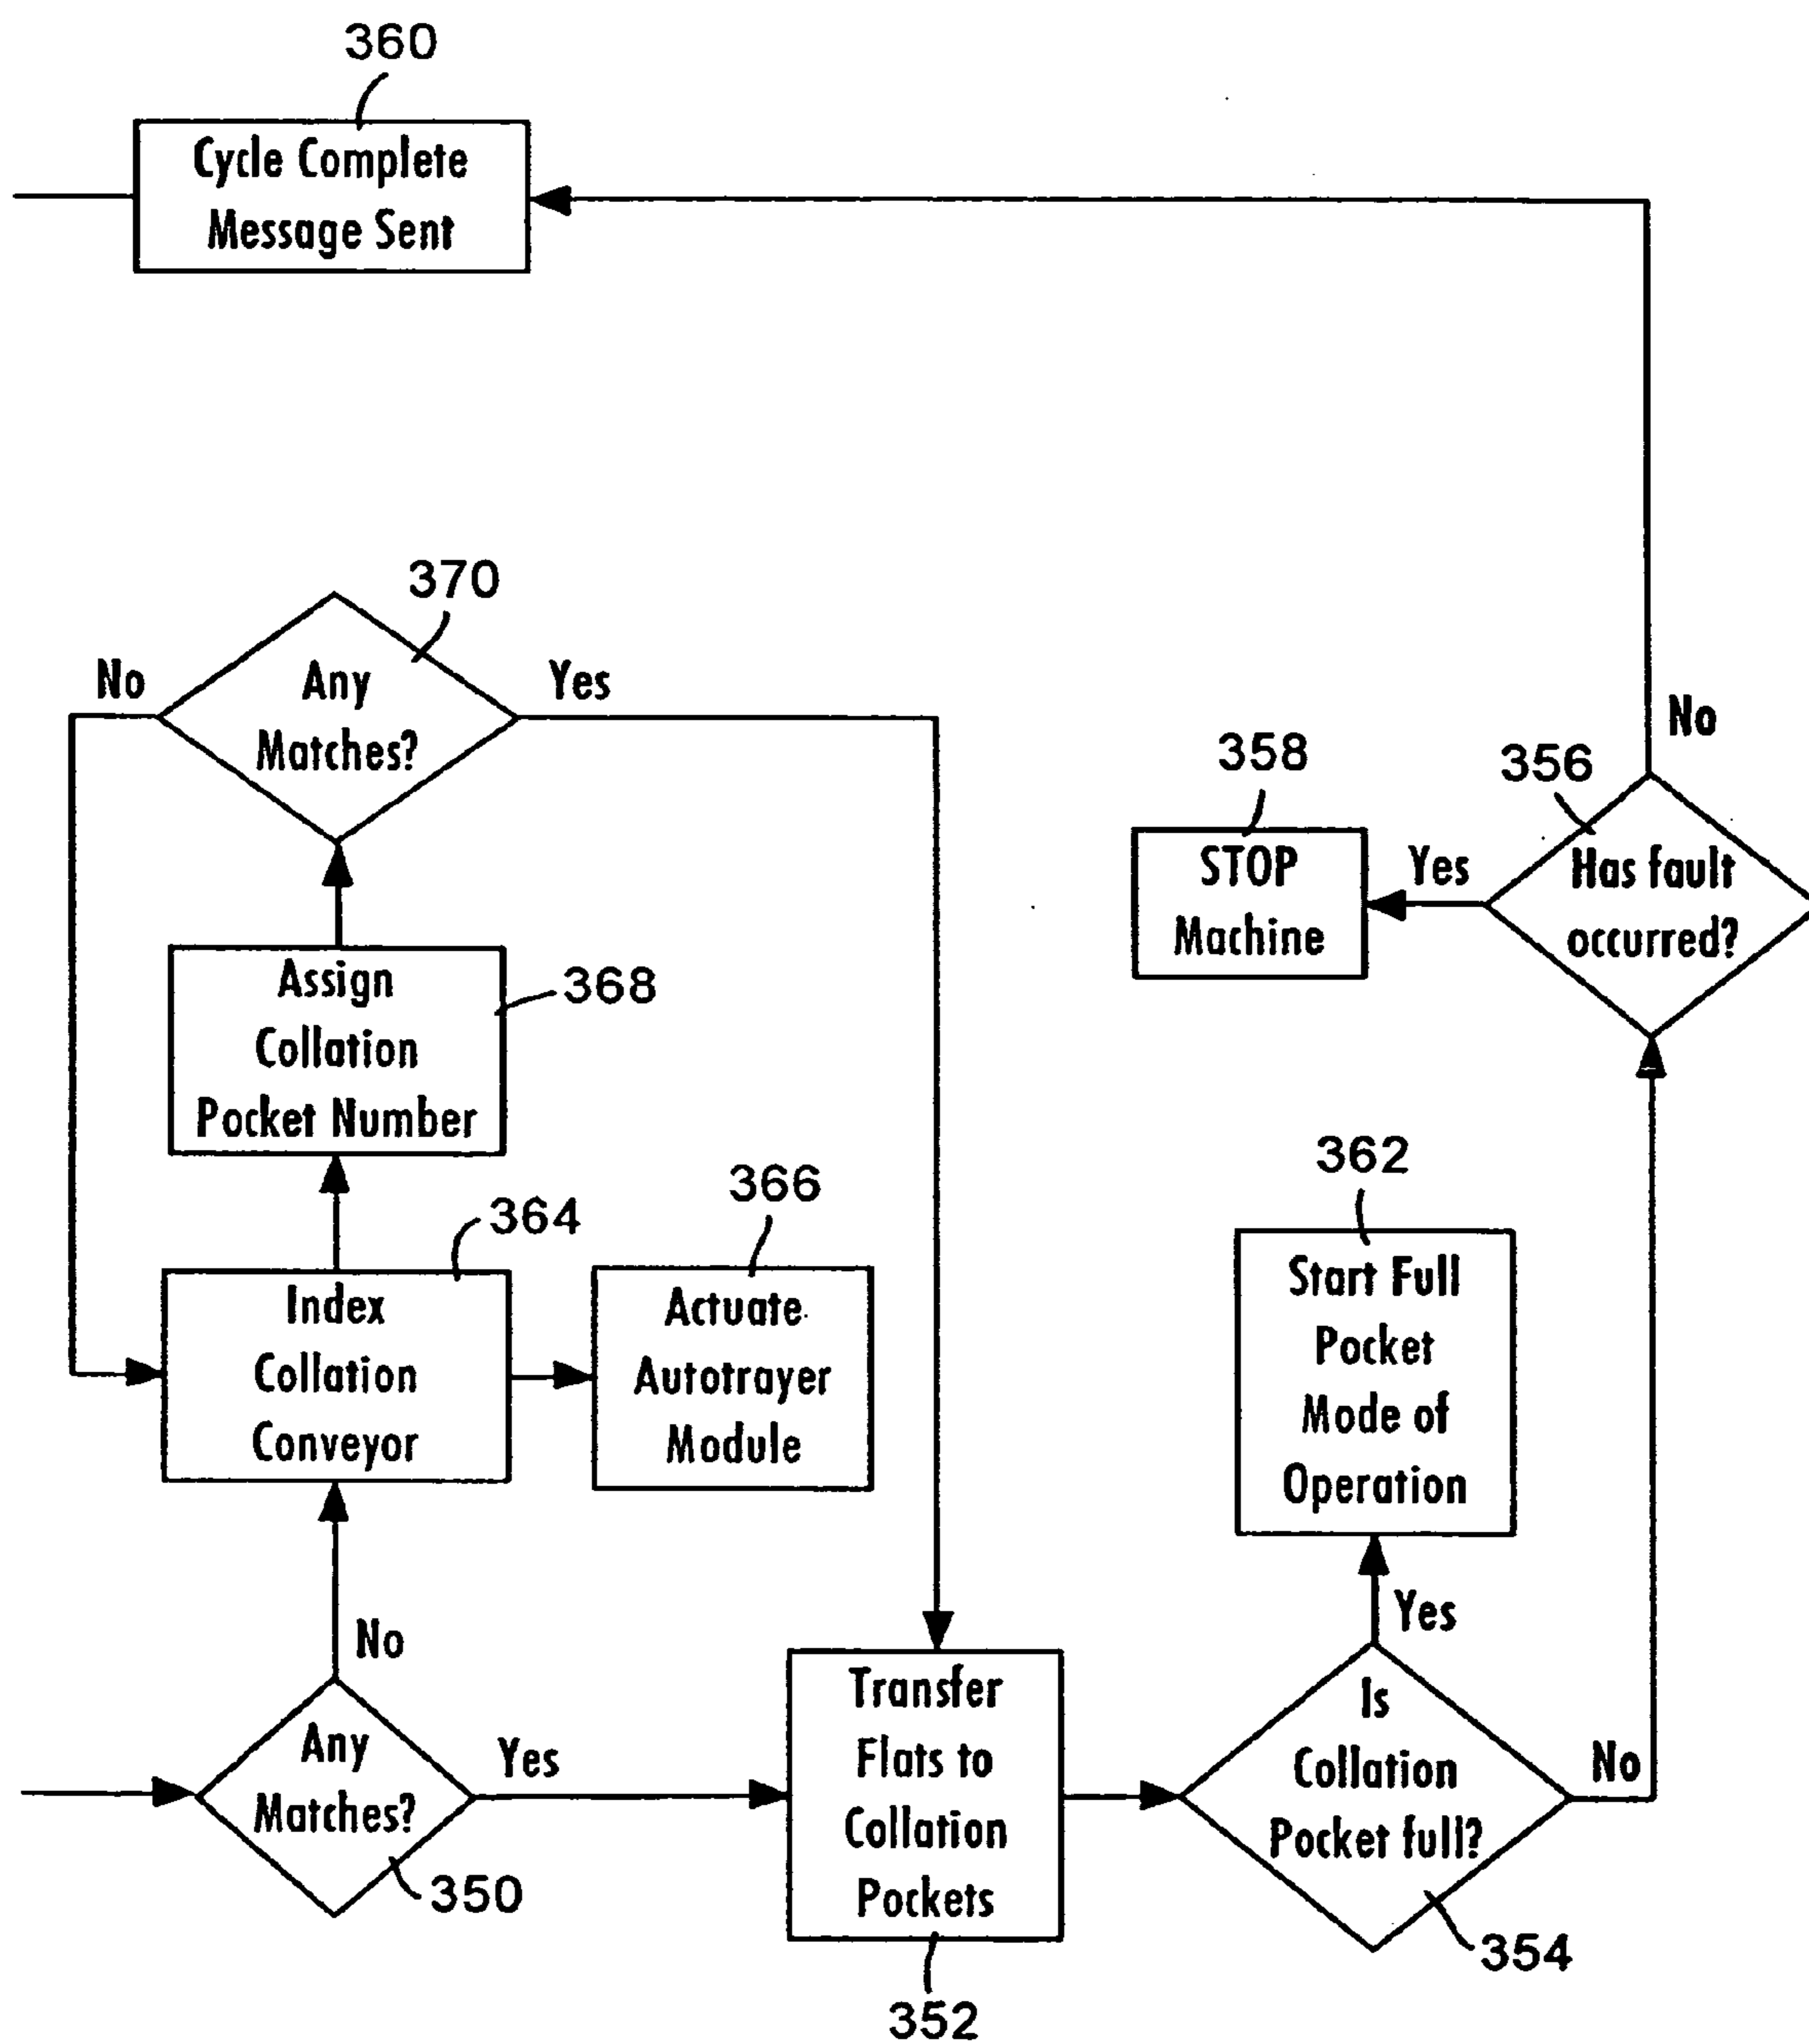 360
Cycle Complete
Message Sent
370
No
Any
Matches?
Yes
No
358
356
STOP
Machine
Yes
Has fault
occurred?
Assign
Collation
Pocket Number
368
362
366
364
Index
Collation
Conveyor
Actuate
Autotrayer
Module
Start Full
Pocket
Mode of
Operation
No
Yes
Any
Matches?
Yes
350
Transfer
Flats to
Collation
Pockets
352
Is
Collation
Pocket full?
No
354